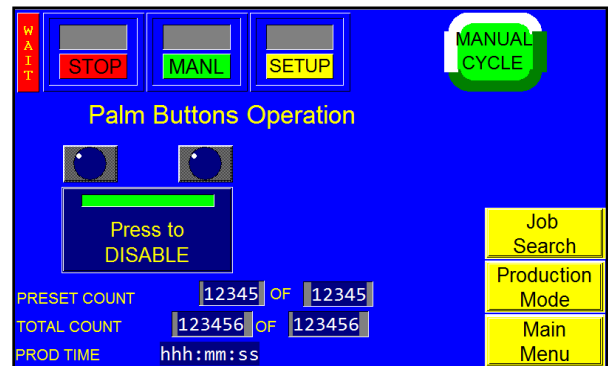 WAIT
STOP
MANL
SETUP
MANUAL
CYCLE
Palm Buttons Operation
Press to
DISABLE
Job
Search
Production
Mode
Main
Menu
PRESET COUNT 12345 OF 12345
TOTAL COUNT 123456 OF 123456
PROD TIME hhh:mm:ss